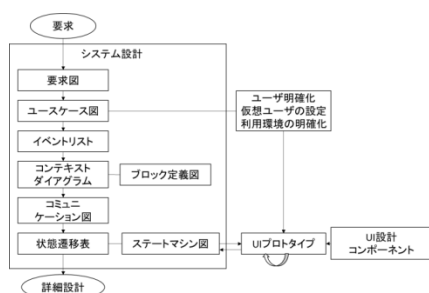 要求
システム設計
要求図
ユースケース図
ユーザ明確化
仮想ユーザの設定
利用環境の明確化
イベントリスト
コンテキスト
ダイアグラム
ブロック定義図
コミュニ
ケーション図
状態遷移表
ステートマシン図
UIプロトタイプ
UI設計
コンポーネント
詳細設計